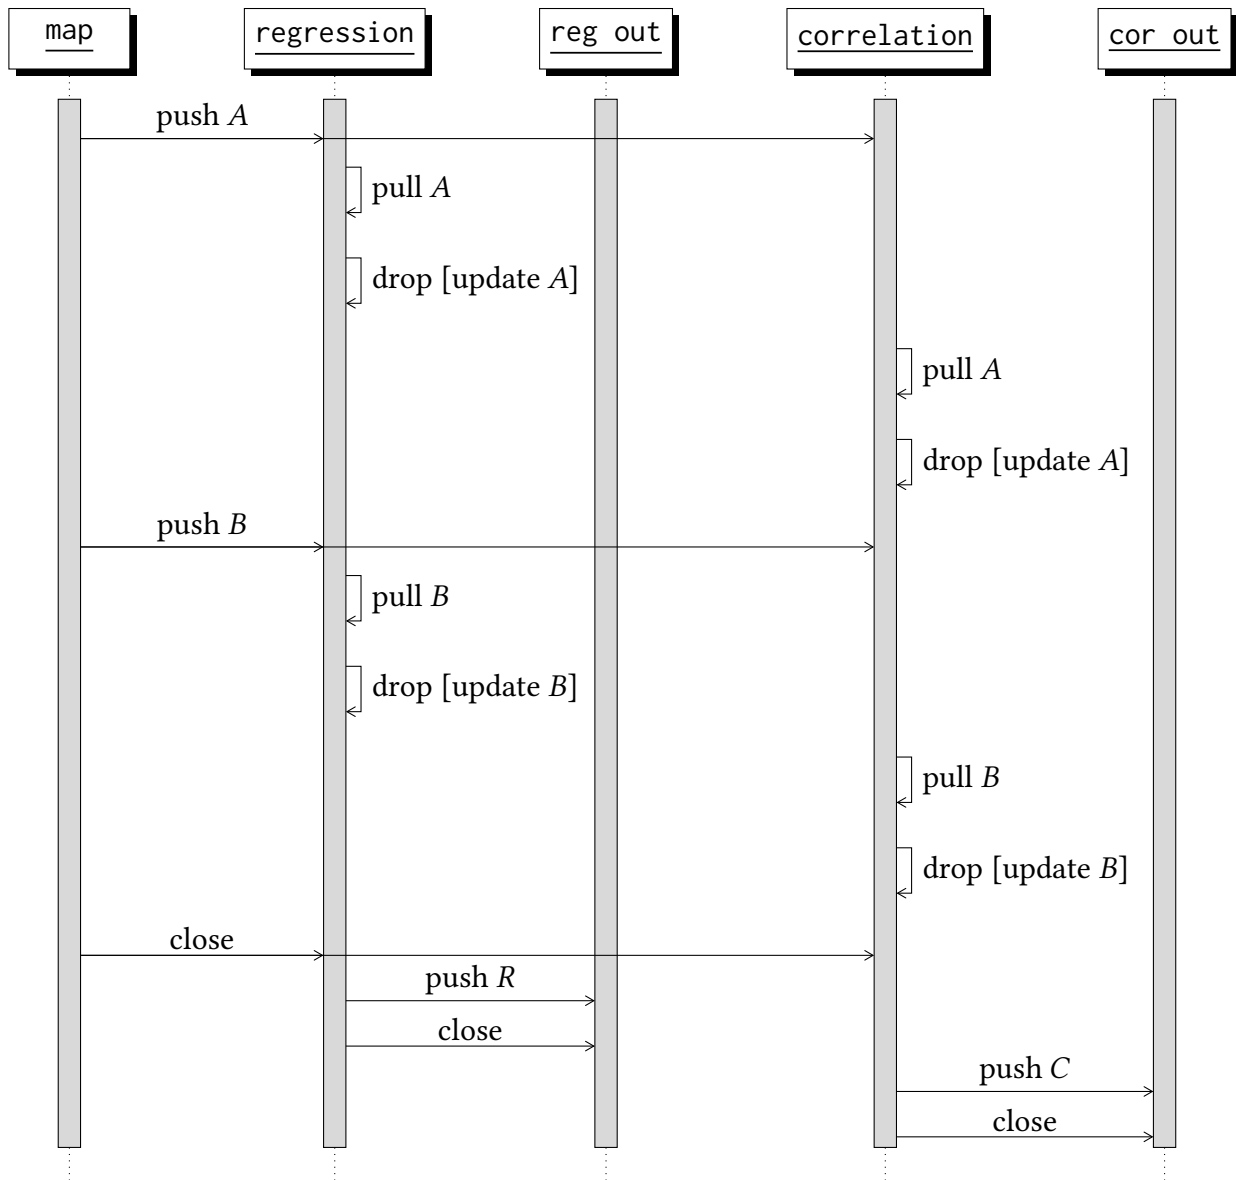 map regression reg out correlation cor out
push A
pull A
drop [update A]
pull A
drop [update A]
push B
pull B
drop [update B]
pull B
drop [update B]
close
push R
close
push C
close